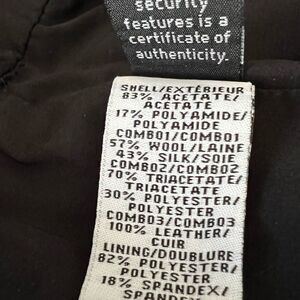 security
features is a
certificate of
authenticity.
SHELL/EXTÉRIEUR
83% ACETATE/
ACETATE
17% POLYAMIDE/
POLYAMIDE
COMBO1/COMBO1
57% WOOL/LAINE
43% SILK/SOIE
COMBO2/COMBO2
70% TRIACETATE/
TRIACETATE
30% POLYESTER/
POLYESTER
COMBO3/COMBO3
100% LEATHER/
CUIR
LINING/DOUBLURE
82% POLYESTER/
POLYESTER
18% SPANDEX/
SPANDEX